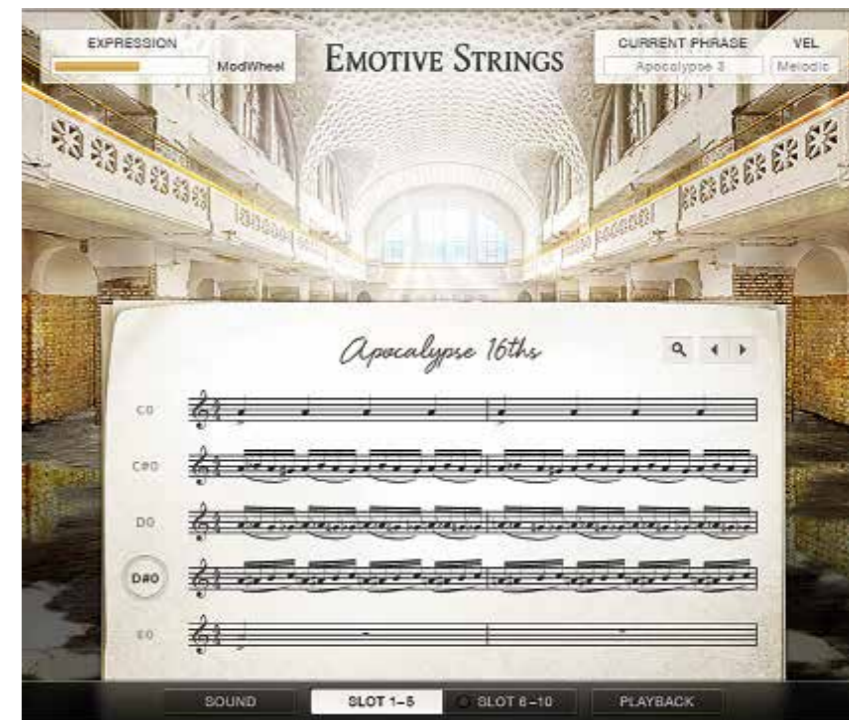 EXPRESSION
ModWheel
EMOTIVE STRINGS
CURRENT PHRASE
VEL
Apocalypse 3
Melodic
Apocalypse 16ths
C0
C#0
D0
D#0
E0
SOUND
SLOT 1–5
SLOT 6–10
PLAYBACK